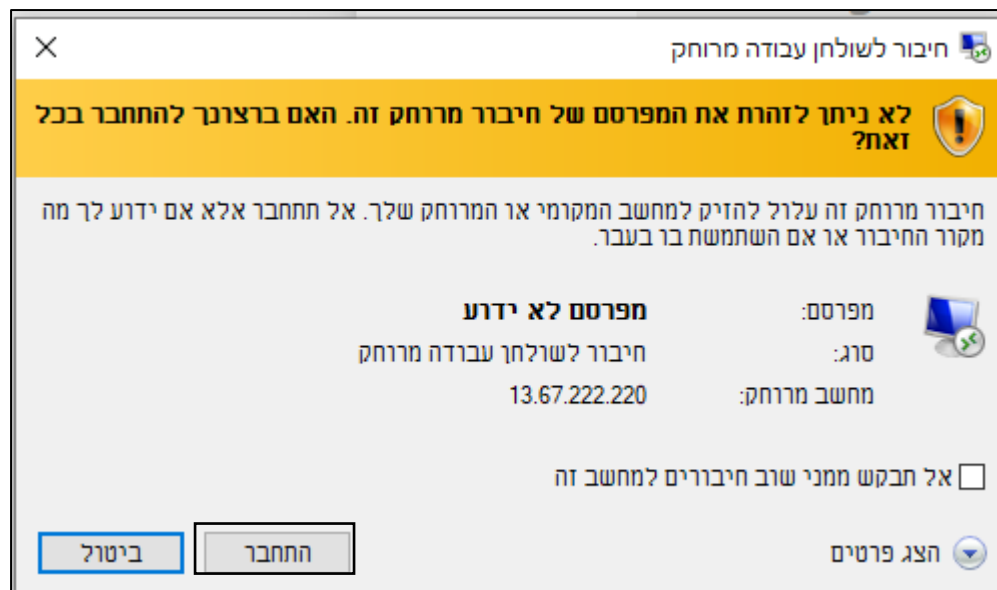 חיבור לשולחן עבודה מרוחק
לא ניתן לזהות את המפרסם של חיבור מרוחק זה. האם ברצונך להתחבר בכל
זאת?
חיבור מרוחק זה עלול להזיק למחשב המקומי או המרוחק שלך. אל תתחבר אלא אם ידוע לך מה
מקור החיבור או אם השתמשת בו בעבר.
מפרסם: מפרסם לא ידוע
סוג: חיבור לשולחן עבודה מרוחק
מחשב מרוחק: 13.67.222.220
אל תבקש ממני שוב חיבורים למחשב זה
הצג פרטים התחבר ביטול